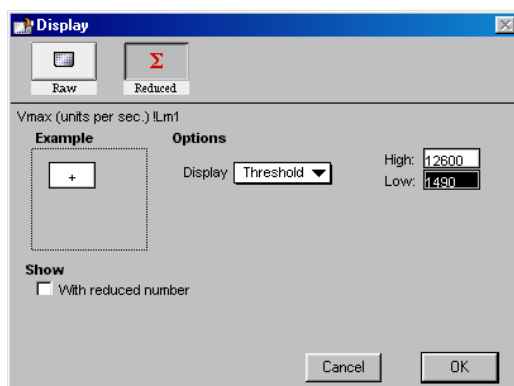 Display
Σ
Raw Reduced
Vmax (units per sec.) !Lm1
Example Options
+
Display Threshold High: 12600
Low: 1490
Show
With reduced number
Cancel OK